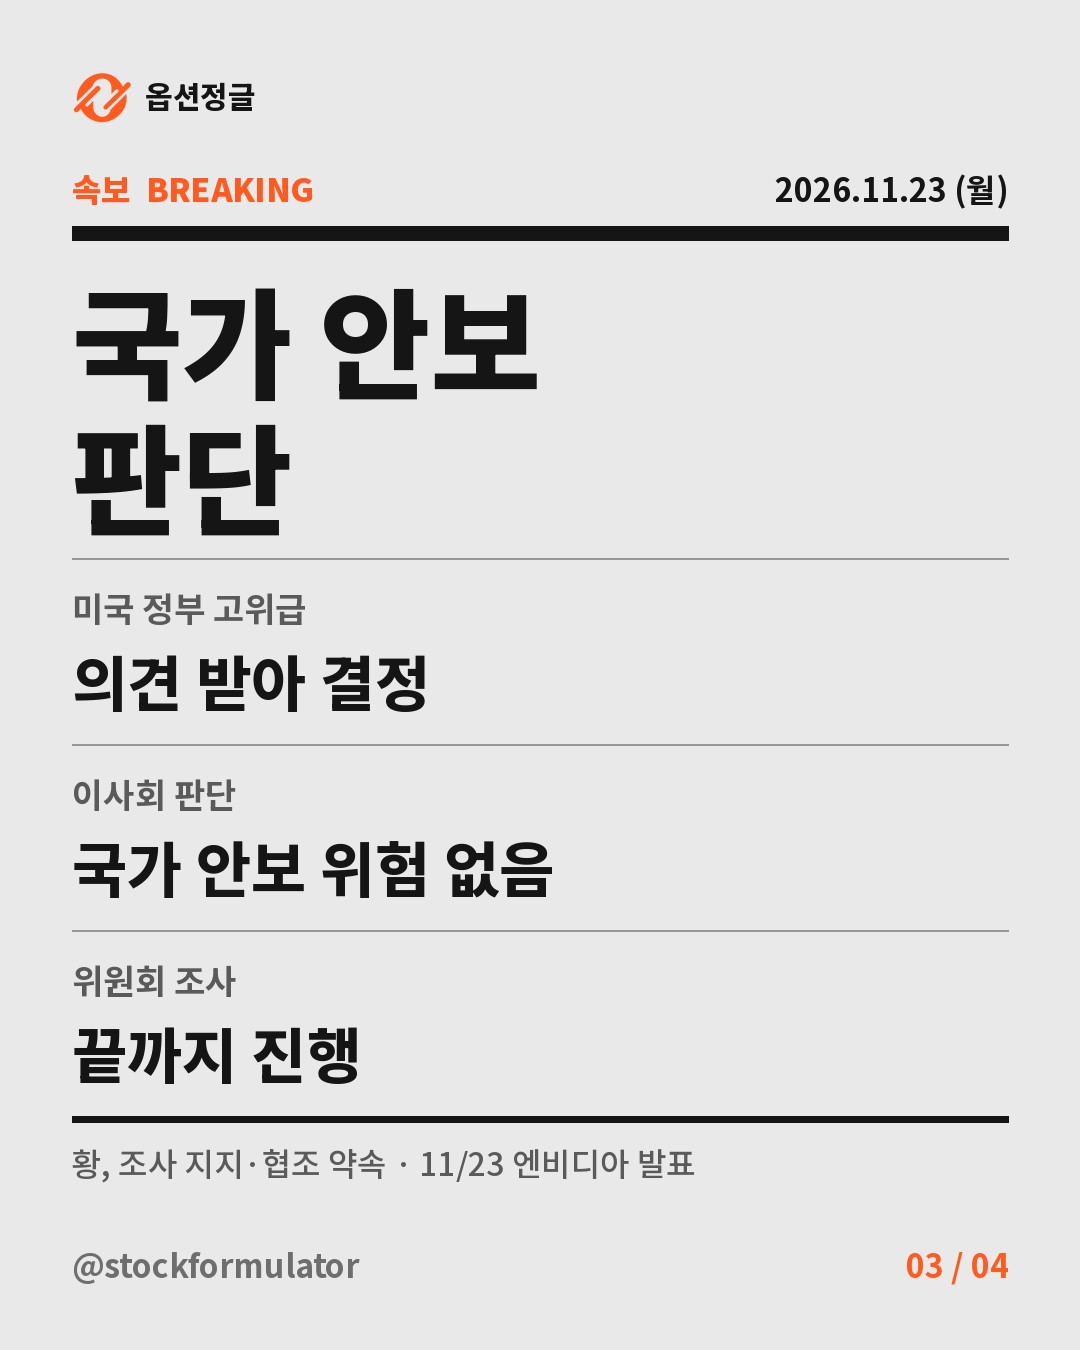 옵션정글
속보 BREAKING
2026.11.23 (월)
국가 안보
판단
미국 정부 고위급
의견 받아 결정
이사회 판단
국가 안보 위험 없음
위원회 조사
끝까지 진행
황, 조사 지지·협조 약속 · 11/23 엔비디아 발표
@stockformulator
03 / 04